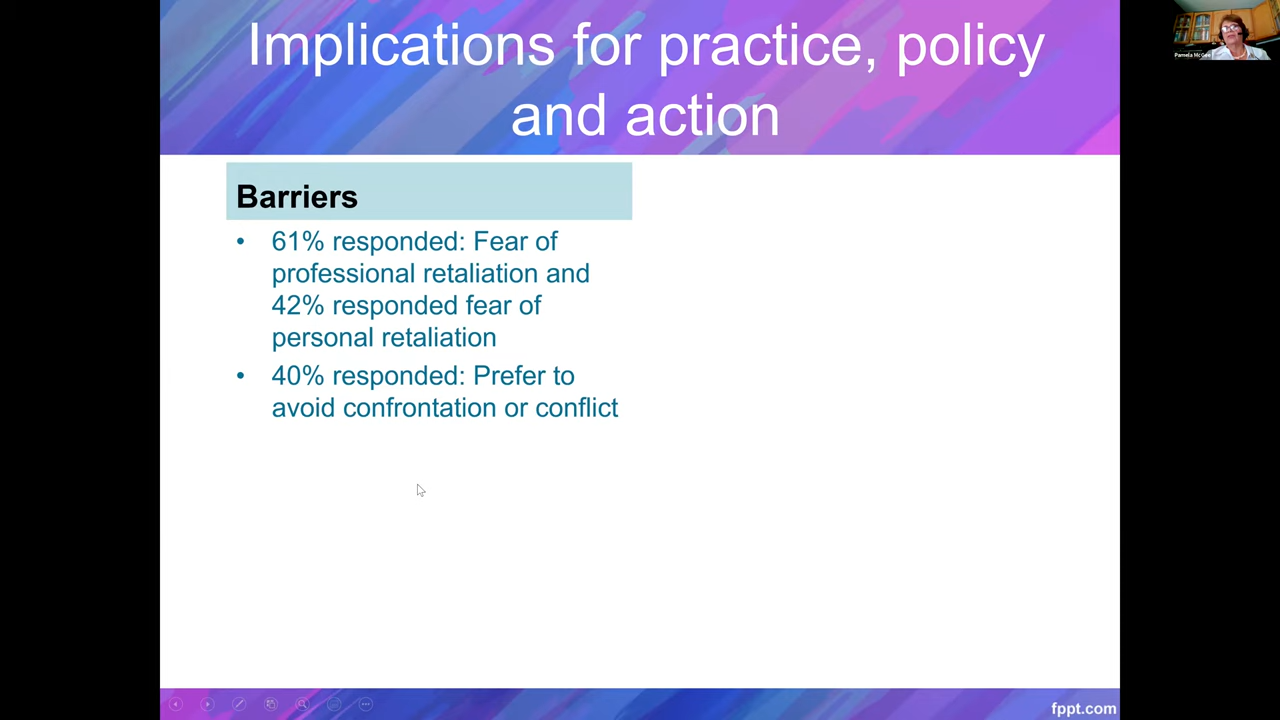 Implications for practice, policy
and action
Barriers
• 61% responded: Fear of
professional retaliation and
42% responded fear of
personal retaliation
• 40% responded: Prefer to
avoid confrontation or conflict
fppt.com
Pamela